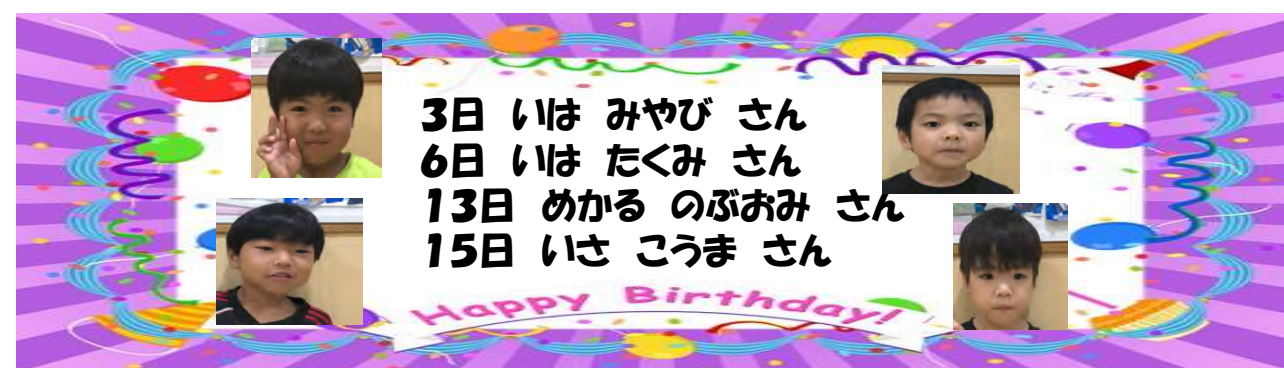 3日 いは みやび さん
6日 いは たくみ さん
13日 めかる のぶおみ さん
15日 いさ こうま さん
Happy Birthday!